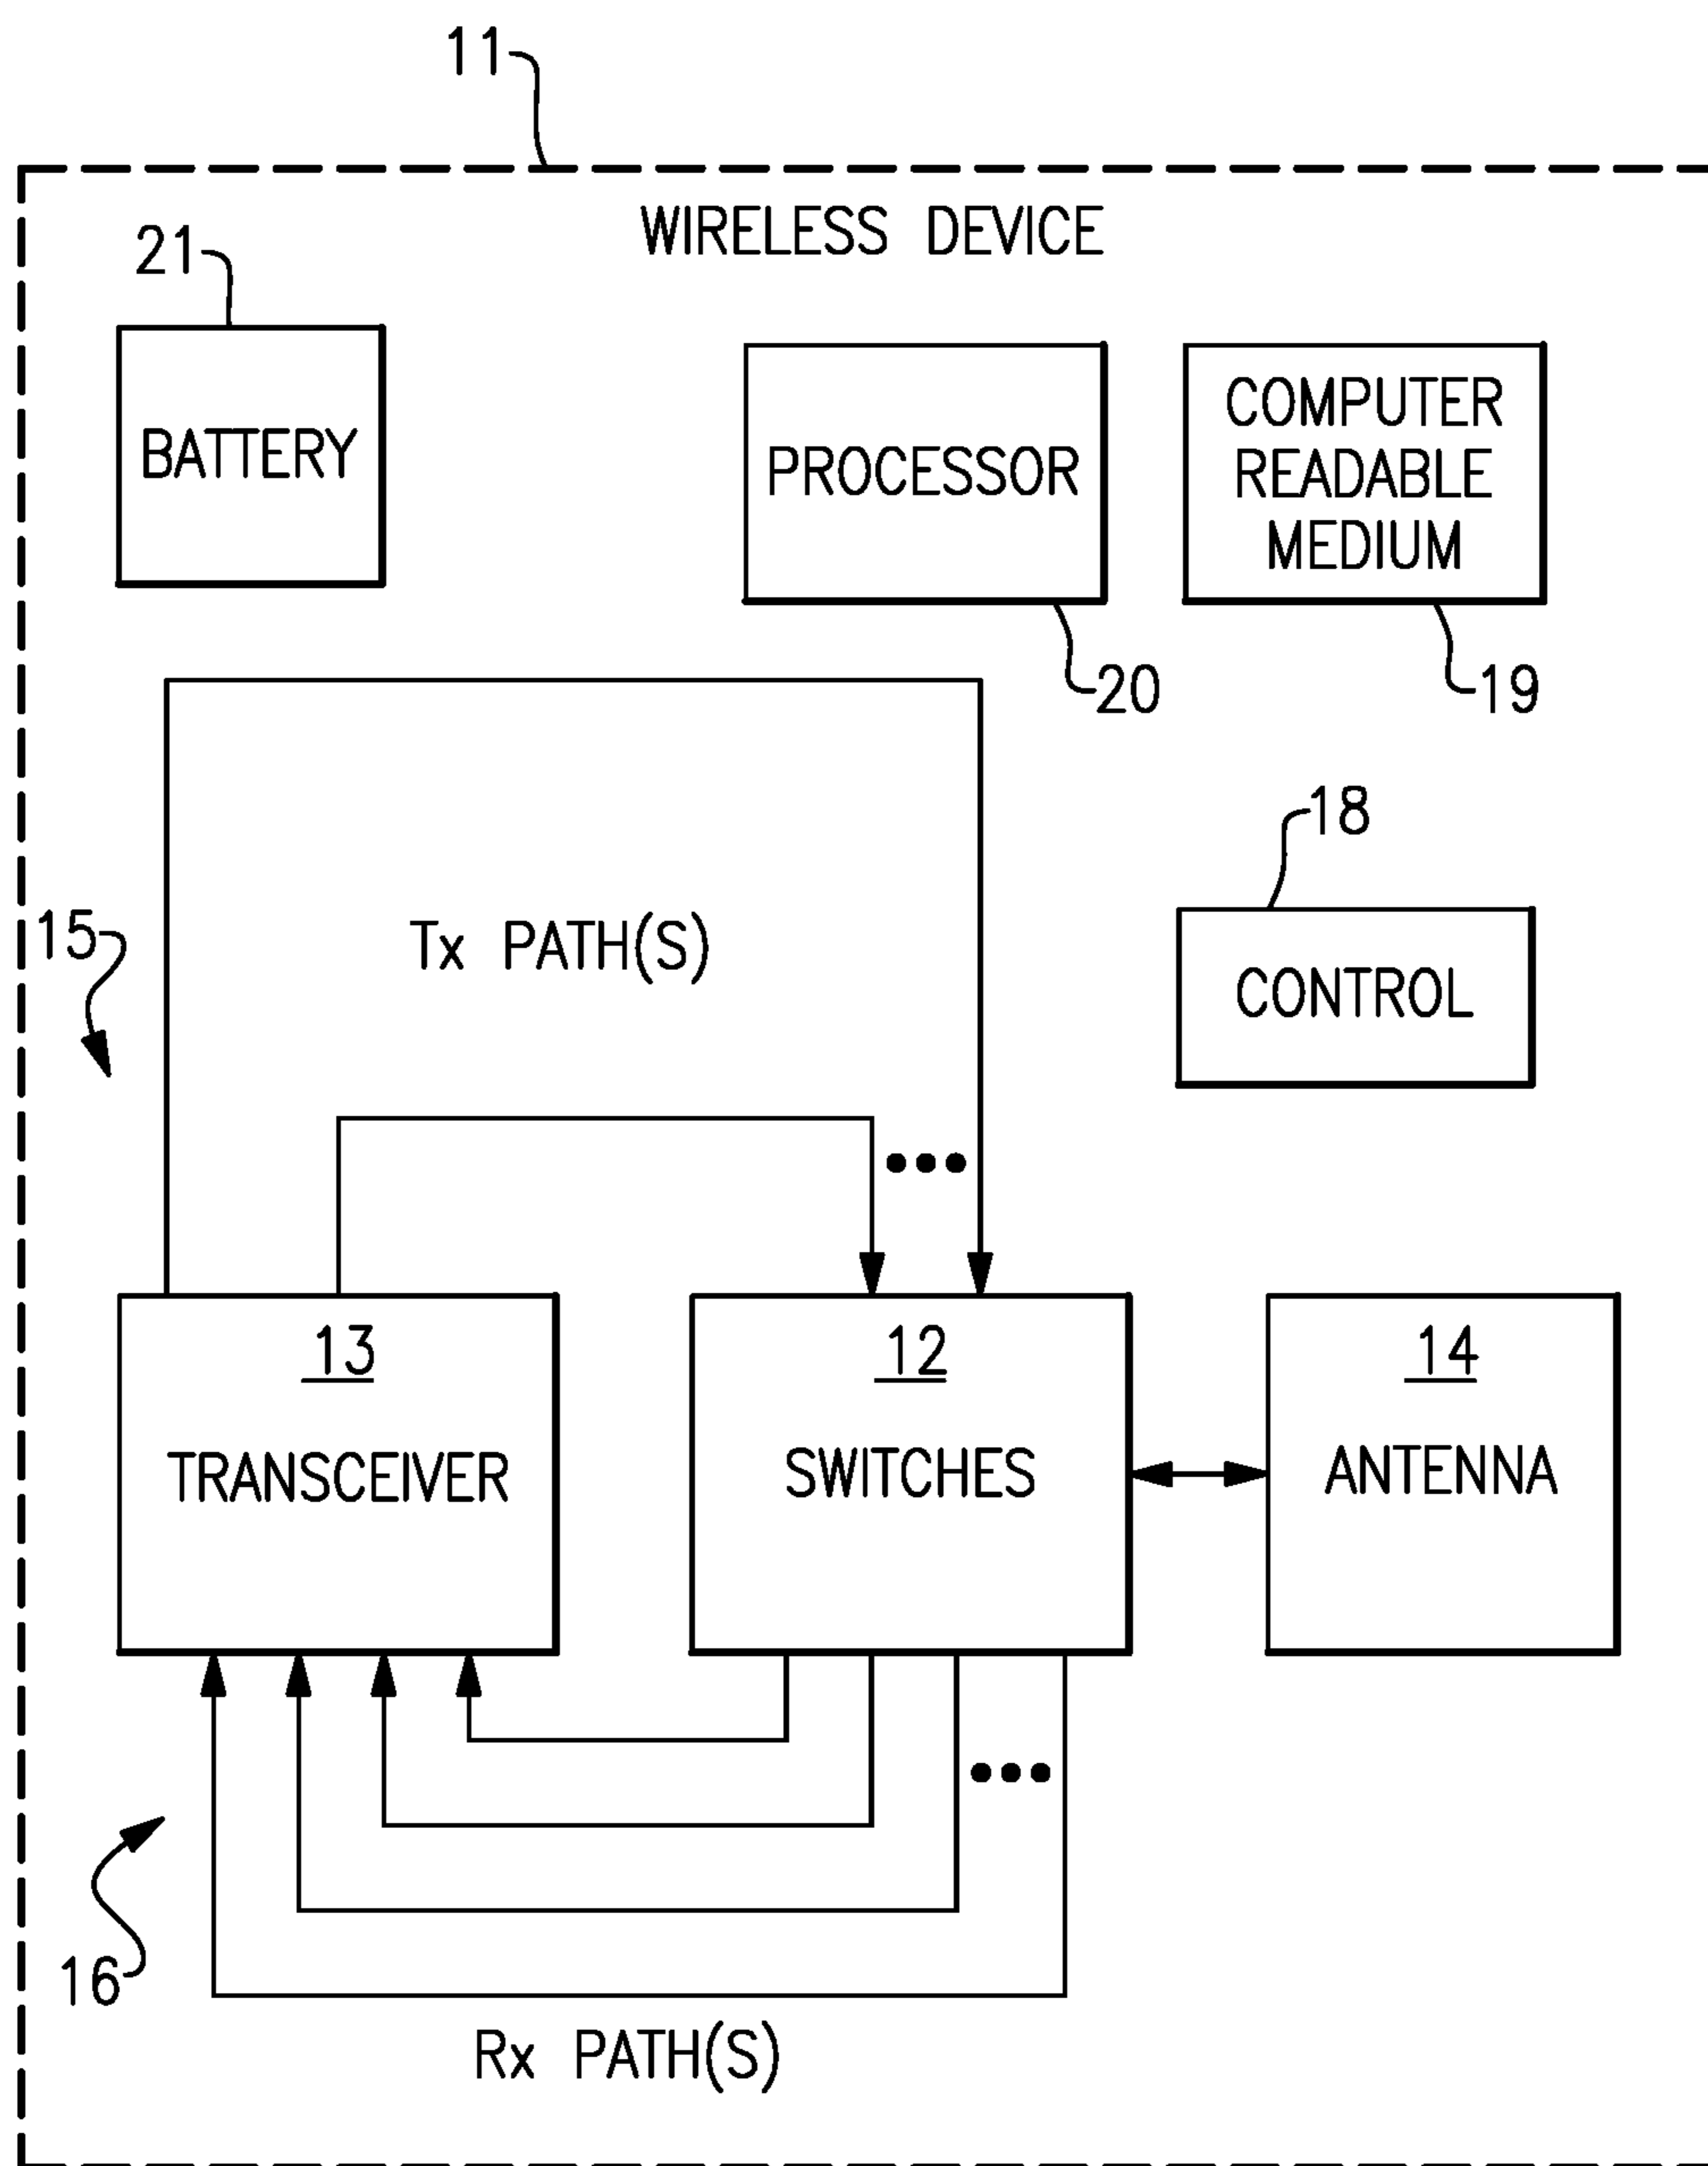 11
WIRELESS DEVICE
21
BATTERY
PROCESSOR
COMPUTER
READABLE
MEDIUM
20
19
18
15
Tx PATH(S)
CONTROL
13
TRANSCEIVER
12
SWITCHES
14
ANTENNA
16
Rx PATH(S)